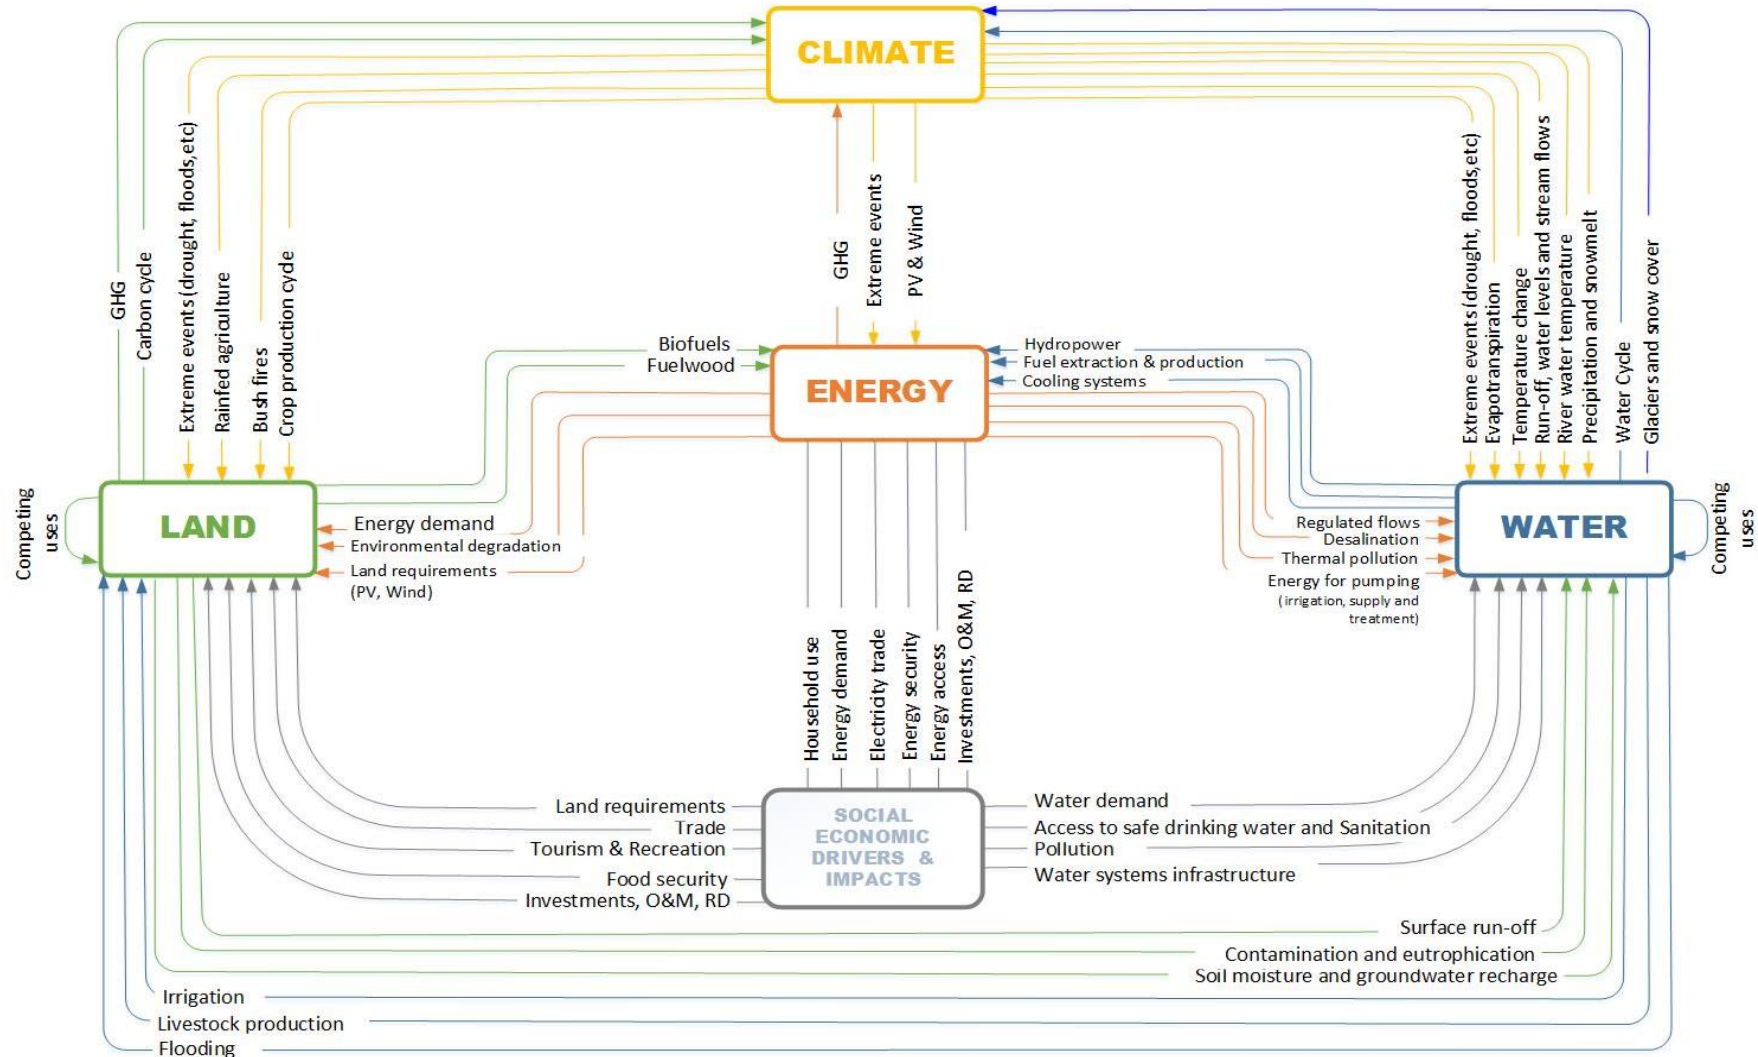 CLIMATE
GHG
Carbon cycle
Extreme events (drought, floods,etc)
Rainfed agriculture
Bush fires
Crop production cycle
GHG
Extreme events
PV & Wind
Extreme events (drought, floods,etc)
Evapotranspiration
Temperature change
Run-off, water levels and stream flows
River water temperature
Precipitation and snowmelt
Water Cycle
Glaciers and snow cover
Biofuels
Fuelwood
ENERGY
Hydropower
Fuel extraction & production
Cooling systems
Competing
uses
LAND
Energy demand
Environmental degradation
Land requirements
(PV, Wind)
Regulated flows
Desalination
Thermal pollution
Energy for pumping
(irrigation, supply and
treatment)
WATER
Competing
uses
Household use
Energy demand
Electricity trade
Energy security
Energy access
Investments, O&M, RD
Land requirements
Trade
Tourism & Recreation
Food security
Investments, O&M, RD
SOCIAL
ECONOMIC
DRIVERS &
IMPACTS
Water demand
Access to safe drinking water and Sanitation
Pollution
Water systems infrastructure
Surface run-off
Contamination and eutrophication
Soil moisture and groundwater recharge
Irrigation
Livestock production
Flooding